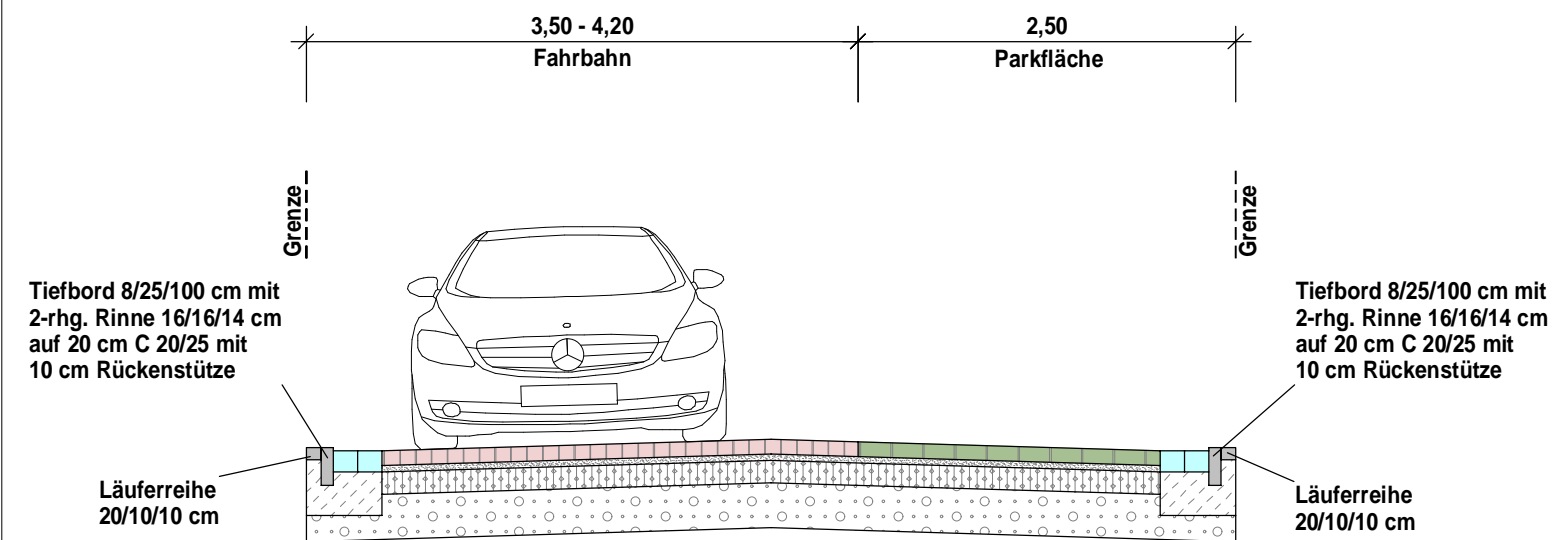 3,50 - 4,20
Fahrbahn
2,50
Parkfläche
Grenze
Grenze
Tiefbord 8/25/100 cm mit
2-rhg. Rinne 16/16/14 cm
auf 20 cm C 20/25 mit
10 cm Rückenstütze
Tiefbord 8/25/100 cm mit
2-rhg. Rinne 16/16/14 cm
auf 20 cm C 20/25 mit
10 cm Rückenstütze
Läuferreihe
20/10/10 cm
Läuferreihe
20/10/10 cm